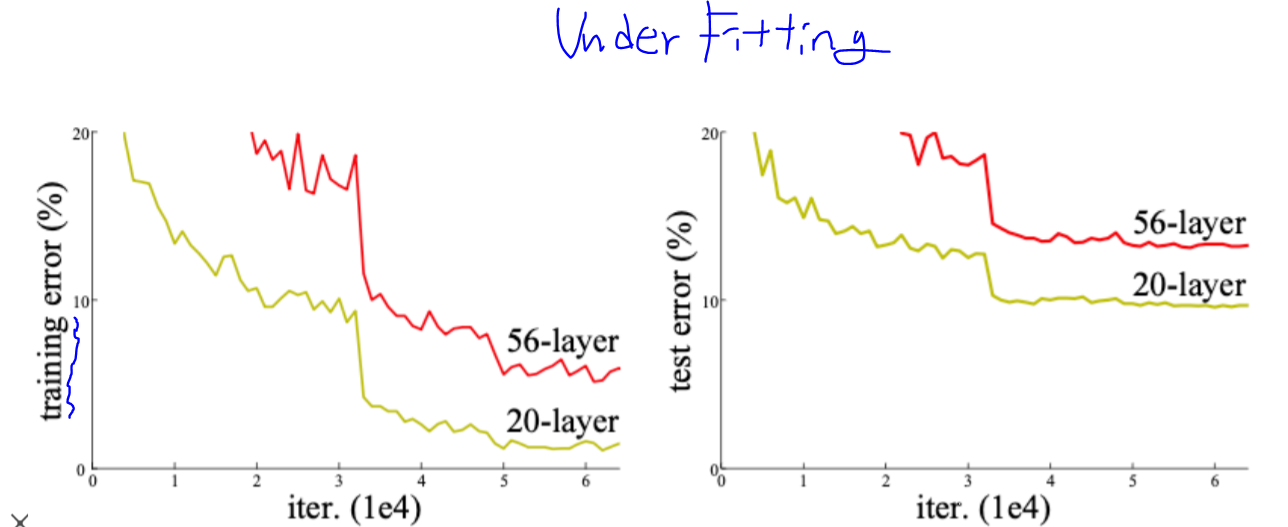 Under Fitting
20
10
0
training error (%)
56-layer
20-layer
0 1 2 3 4 5 6
iter. (1e4)
20
10
0
test error (%)
56-layer
20-layer
0 1 2 3 4 5 6
iter. (1e4)